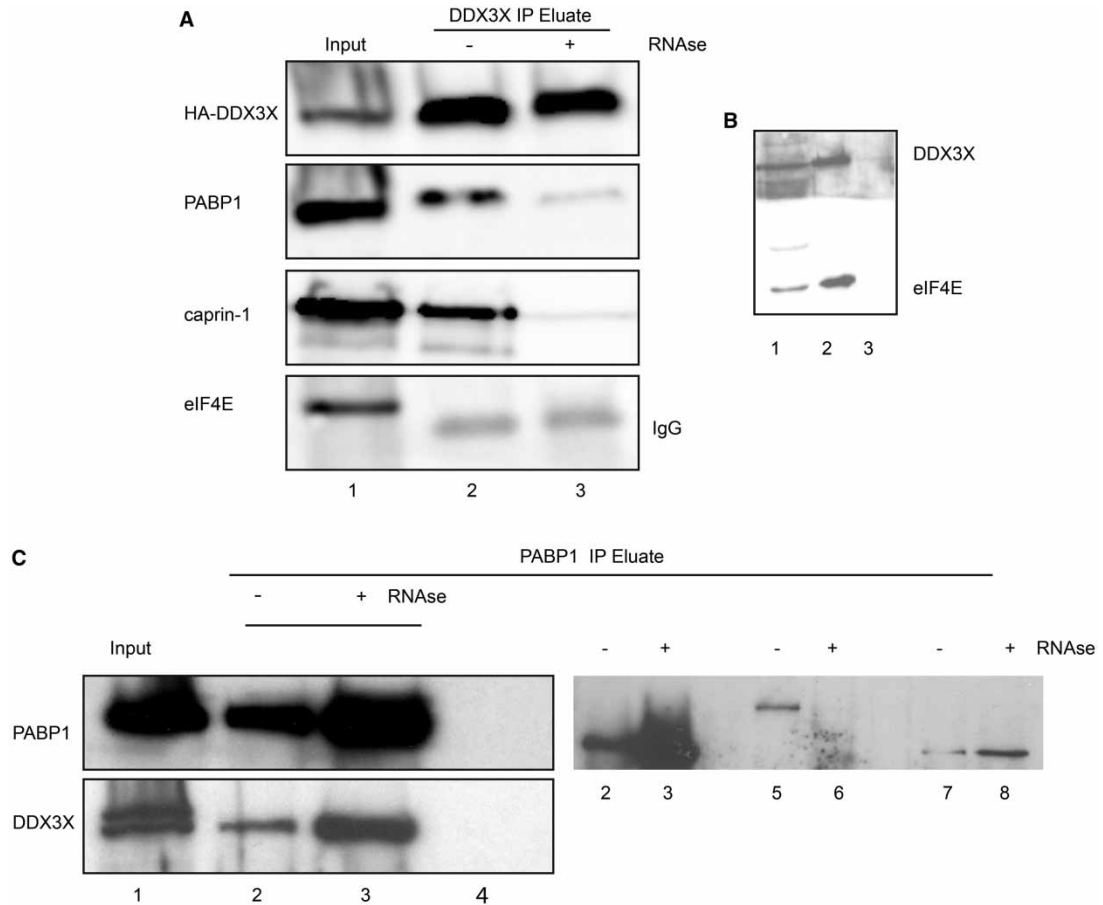 A
DDX3X IP Eluate
Input - + RNAse
HA-DDX3X
PABP1
caprin-1
eIF4E
IgG
1 2 3
B
DDX3X
eIF4E
1 2 3
C
PABP1 IP Eluate
- + RNAse
Input
- + - + - + RNAse
PABP1
2 3 5 6 7 8
DDX3X
1 2 3 4